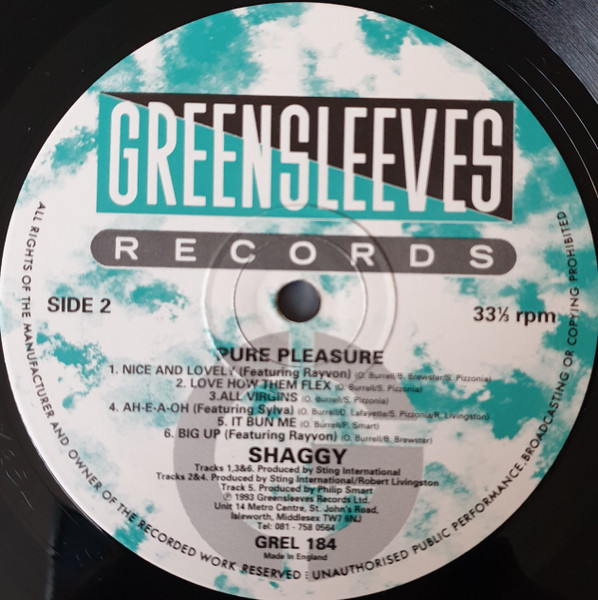 GREENSLEEVES
RECORDS
SIDE 2
33⅓ rpm
PURE PLEASURE
1. NICE AND LOVELY (Featuring Rayvon) (O. Burrell/B. Brewster/S. Pizzonia)
2. LOVE HOW THEM FLEX (O. Burrell/S. Pizzonia)
3.ALL VIRGINS (O. Burrell/S. Pizzonia)
4. AH-E-A-OH (Featuring Sylva) (O. Burrell/D. Lafayette/S. Pizzonia/R. Livingston)
5. IT BUN ME (O. Burrell/P. Smart)
6. BIG UP (Featuring Rayvon) (O. Burrell/B. Brewster)
SHAGGY
Tracks 1,3&6. Produced by Sting International
Tracks 2&4. Produced by Sting International/Robert Livingston
Track 5. Produced by Philip Smart
℗ 1993 Greensleeves Records Ltd.
Unit 14 Metro Centre, St. John's Road,
Isleworth, Middlesex TW7 6NJ
Tel: 081 - 758 0564
GREL 184
Made in England
ALL RIGHTS OF THE MANUFACTURER AND OWNER OF THE RECORDED WORK RESERVED : UNAUTHORISED PUBLIC PERFORMANCE.BROADCASTING OR COPYING PROHIBITED